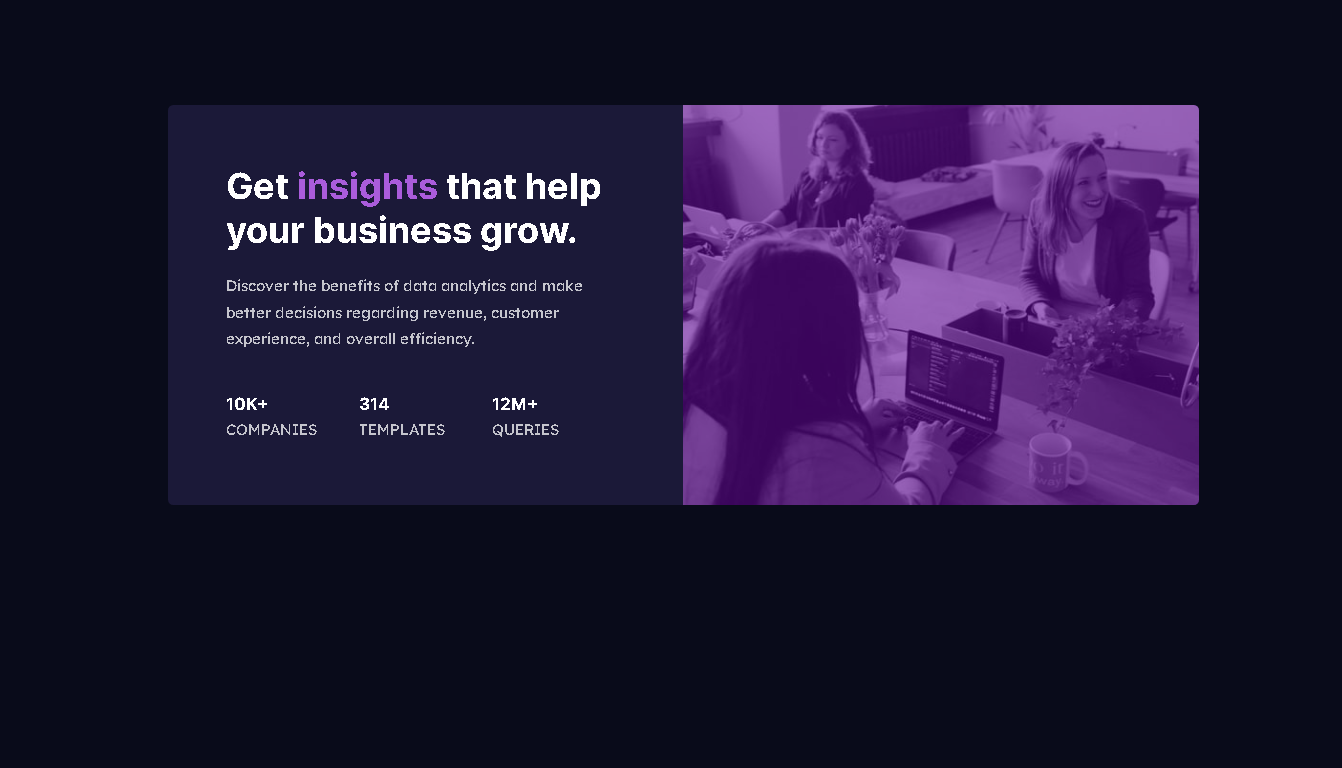 Get insights that help
your business grow.
Discover the benefits of data analytics and make
better decisions regarding revenue, customer
experience, and overall efficiency.
10K+ 314 12M+
COMPANIES TEMPLATES QUERIES